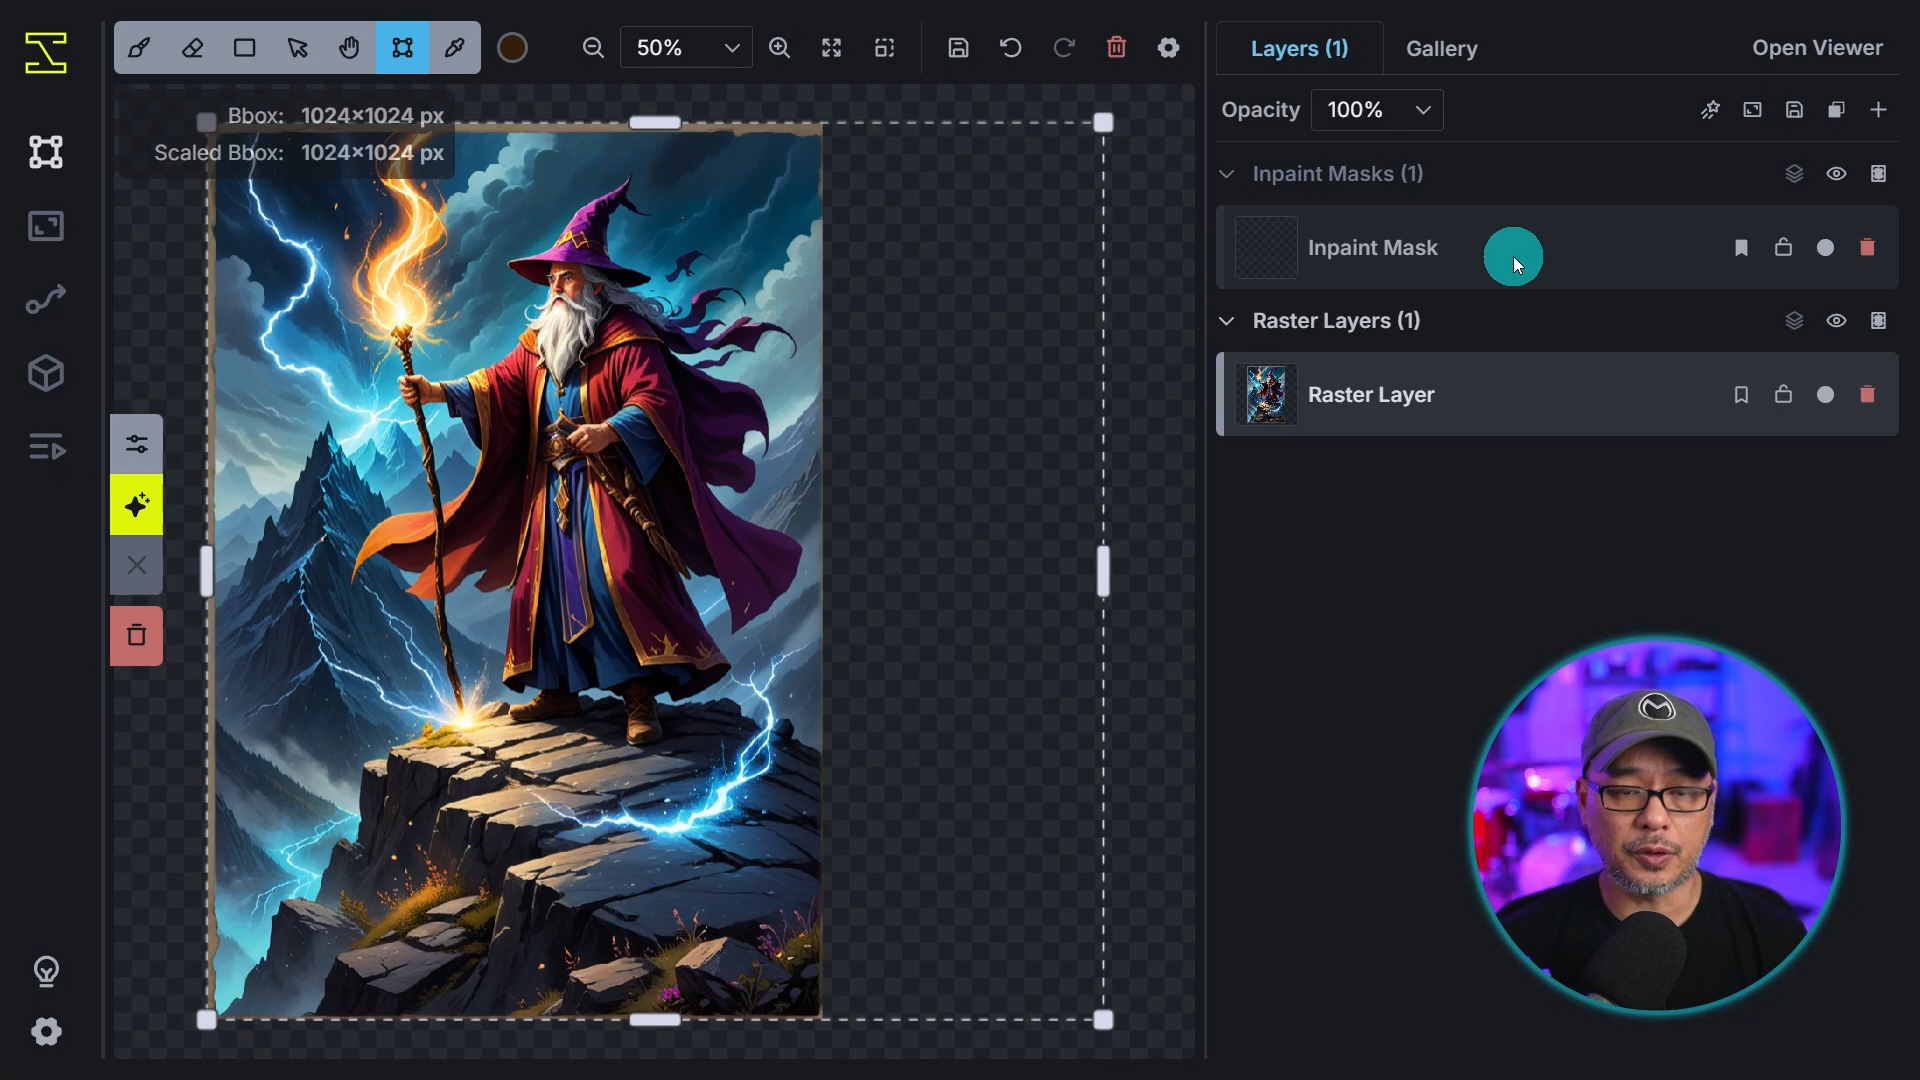 50%
Layers (1)
Gallery
Open Viewer
Bbox: 1024×1024 px
Scaled Bbox: 1024×1024 px
Opacity 100%
Inpaint Masks (1)
Inpaint Mask
Raster Layers (1)
Raster Layer